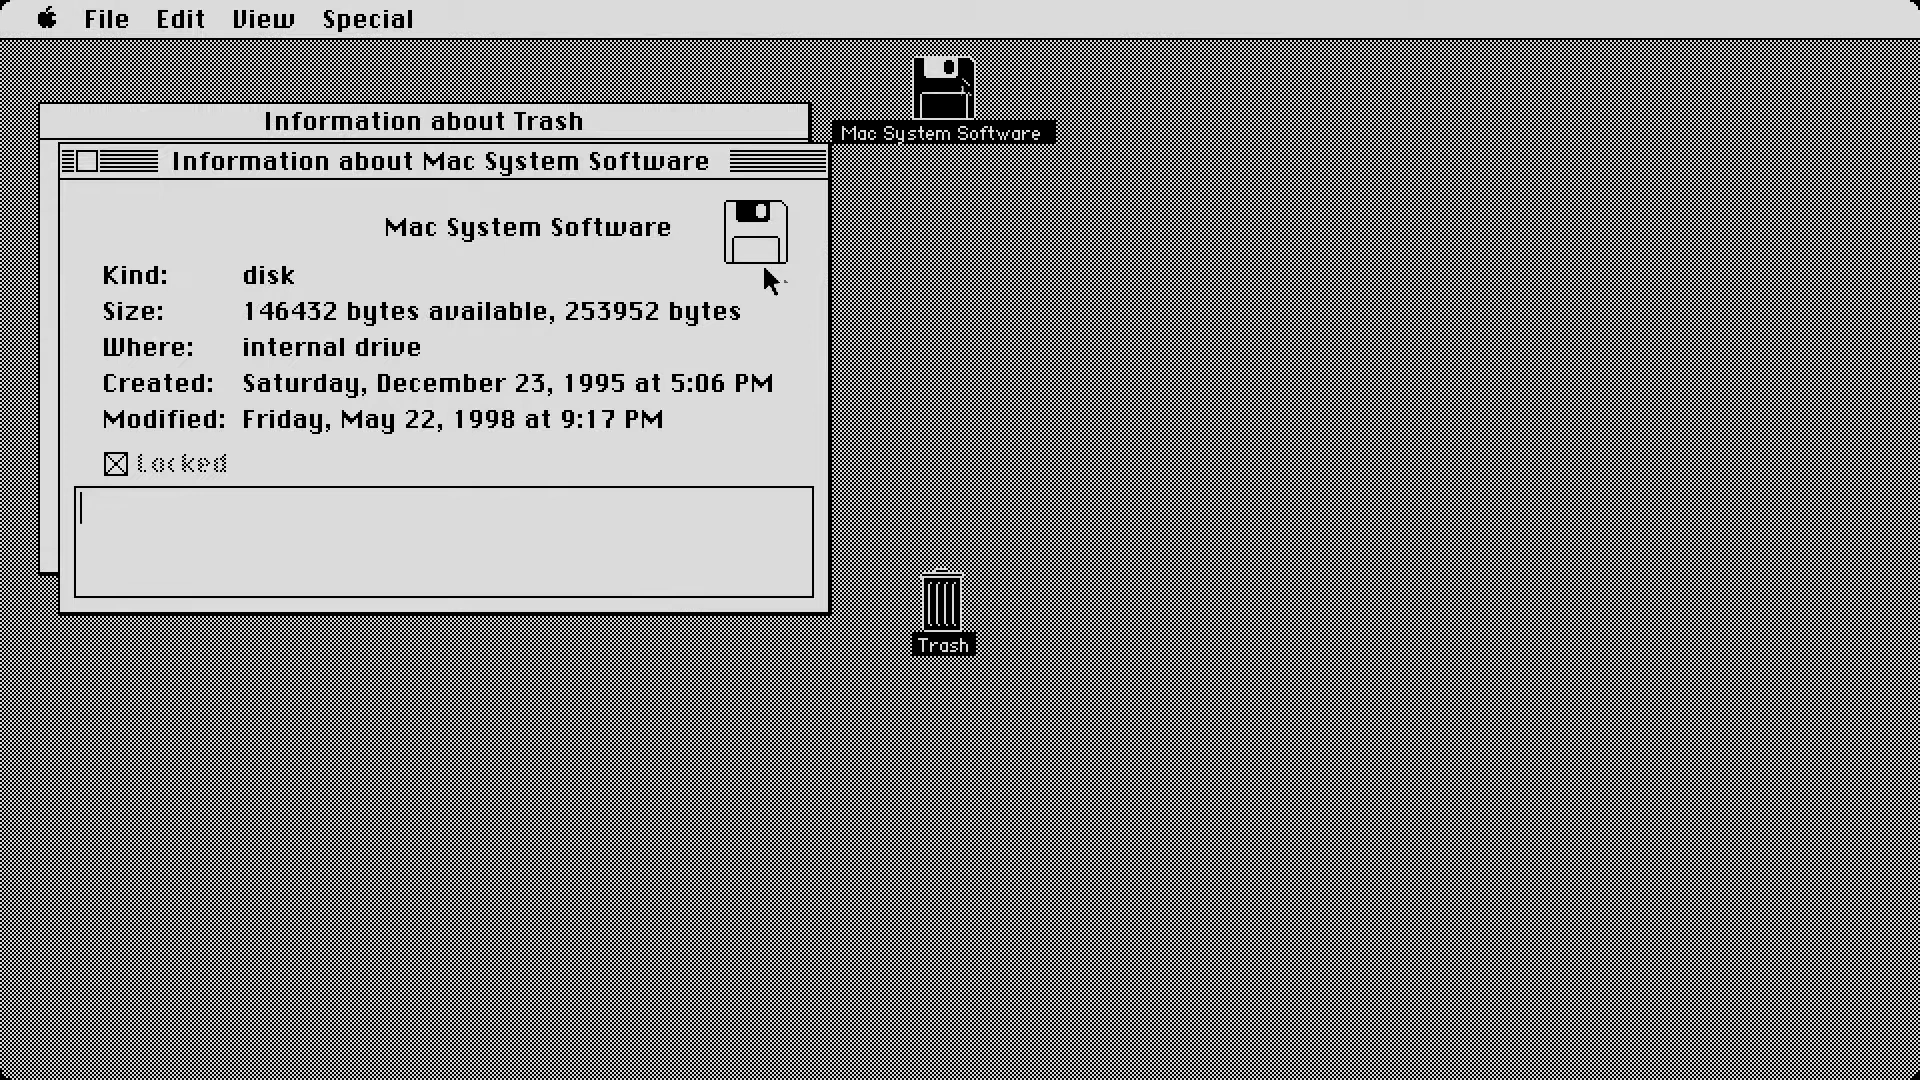 File Edit View Special
Mac System Software
Information about Trash
Information about Mac System Software
Mac System Software
Kind: disk
Size: 146432 bytes available, 253952 bytes
Where: internal drive
Created: Saturday, December 23, 1995 at 5:06 PM
Modified: Friday, May 22, 1998 at 9:17 PM
Locked
Trash